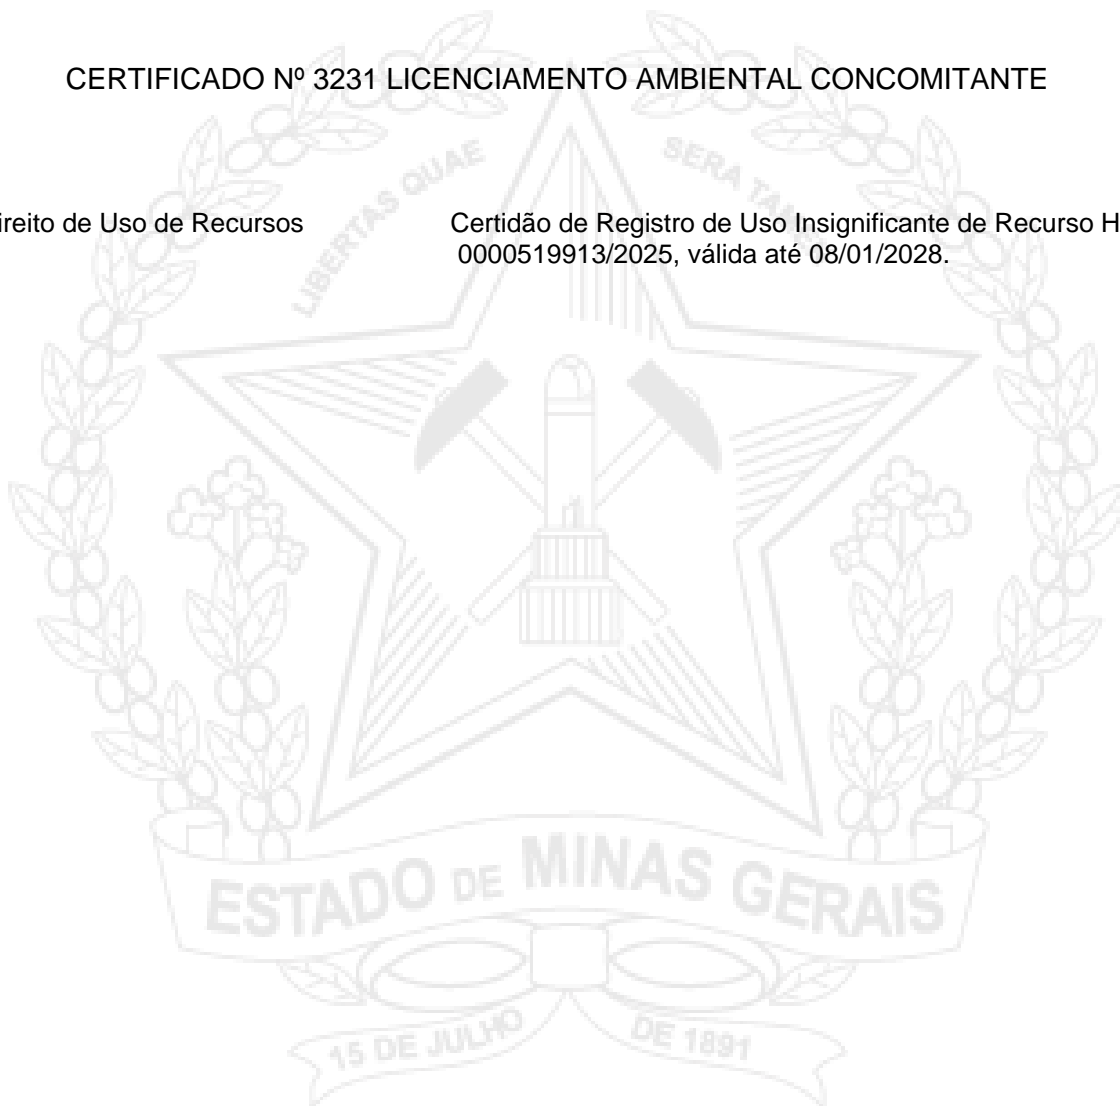 CERTIFICADO Nº 3231 LICENCIAMENTO AMBIENTAL CONCOMITANTE
LIBERTAS QUAE SERA TAMEN
ireito de Uso de Recursos Certidão de Registro de Uso Insignificante de Recurso H
0000519913/2025, válida até 08/01/2028.
ESTADO DE MINAS GERAIS
15 DE JULHO DE 1891